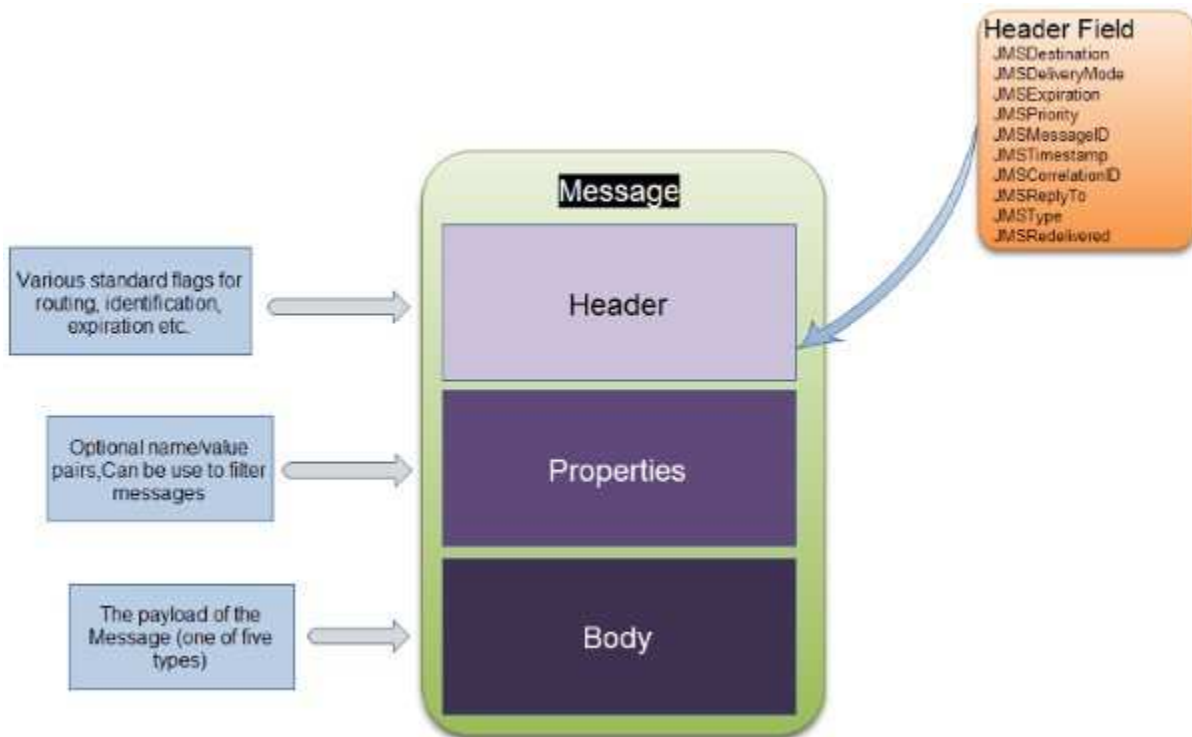 Header Field
JMSDestination
JMSDeliveryMode
JMSExpiration
JMSPriority
JMSMessageID
JMSTimestamp
JMSCorrelationID
JMSReplyTo
JMSType
JMSRedelivered
Message
Various standard flags for
routing, identification,
expiration etc.
Header
Optional name/value
pairs,Can be use to filter
messages
Properties
The payload of the
Message (one of five
types)
Body